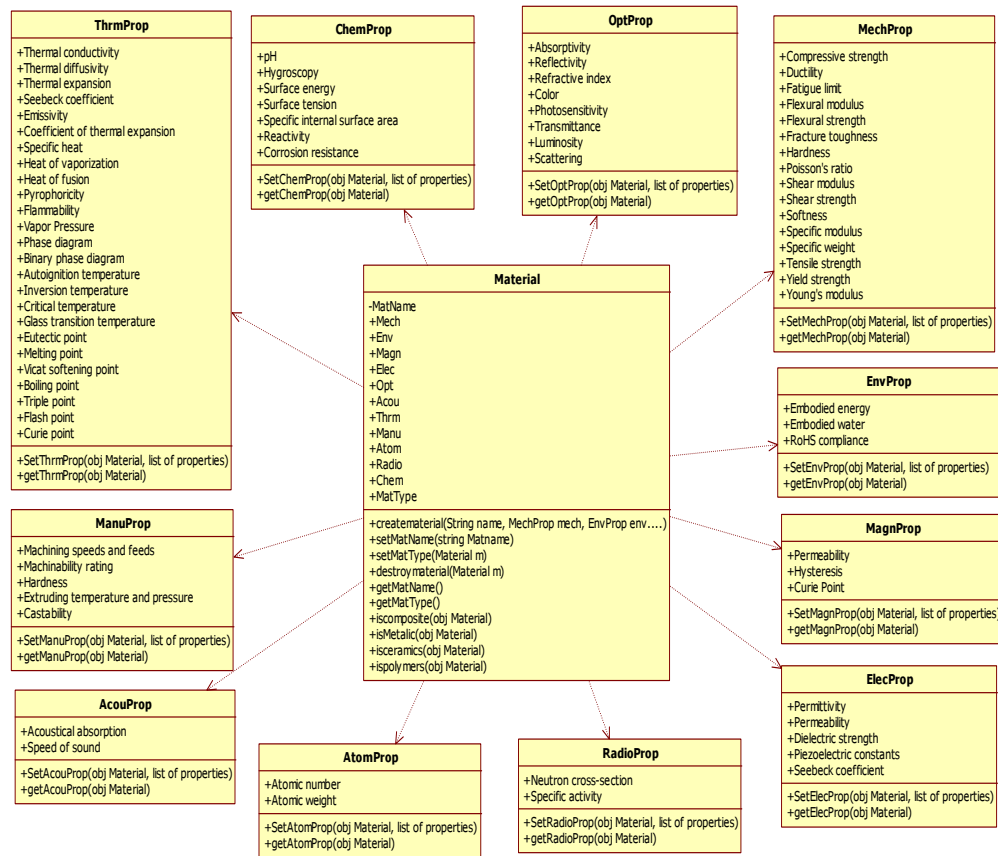 ThrmProp
+Thermal conductivity
+Thermal diffusivity
+Thermal expansion
+Seebeck coefficient
+Emissivity
+Coefficient of thermal expansion
+Specific heat
+Heat of vaporization
+Heat of fusion
+Pyrophoricity
+Flammability
+Vapor Pressure
+Phase diagram
+Binary phase diagram
+Autoignition temperature
+Inversion temperature
+Critical temperature
+Glass transition temperature
+Eutectic point
+Melting point
+Vicat softening point
+Boiling point
+Triple point
+Flash point
+Curie point
+SetThrmProp(obj Material, list of properties)
+getThrmProp(obj Material)
ChemProp
+pH
+Hygroscopy
+Surface energy
+Surface tension
+Specific internal surface area
+Reactivity
+Corrosion resistance
+SetChemProp(obj Material, list of properties)
+getChemProp(obj Material)
OptProp
+Absorptivity
+Reflectivity
+Refractive index
+Color
+Photosensitivity
+Transmittance
+Luminosity
+Scattering
+SetOptProp(obj Material, list of properties)
+getOptProp(obj Material)
MechProp
+Compressive strength
+Ductility
+Fatigue limit
+Flexural modulus
+Flexural strength
+Fracture toughness
+Hardness
+Poisson's ratio
+Shear modulus
+Shear strength
+Softness
+Specific modulus
+Specific weight
+Tensile strength
+Yield strength
+Young's modulus
+SetMechProp(obj Material, list of properties)
+getMechProp(obj Material)
Material
-MatName
+Mech
+Env
+Magn
+Elec
+Opt
+Acou
+Thrm
+Manu
+Atom
+Radio
+Chem
+MatType
+creatematerial(String name, MechProp mech, EnvProp env....)
+setMatName(string Matname)
+setMatType(Material m)
+destroymaterial(Material m)
+getMatName()
+getMatType()
+iscomposite(obj Material)
+isMetalic(obj Material)
+isceramics(obj Material)
+ispolymers(obj Material)
EnvProp
+Embodied energy
+Embodied water
+RoHS compliance
+SetEnvProp(obj Material, list of properties)
+getEnvProp(obj Material)
ManuProp
+Machining speeds and feeds
+Machinability rating
+Hardness
+Extruding temperature and pressure
+Castability
+SetManuProp(obj Material, list of properties)
+getManuProp(obj Material)
MagnProp
+Permeability
+Hysteresis
+Curie Point
+SetMagnProp(obj Material, list of properties)
+getMagnProp(obj Material)
AcouProp
+Acoustical absorption
+Speed of sound
+SetAcouProp(obj Material, list of properties)
+getAcouProp(obj Material)
AtomProp
+Atomic number
+Atomic weight
+SetAtomProp(obj Material, list of properties)
+getAtomProp(obj Material)
RadioProp
+Neutron cross-section
+Specific activity
+SetRadioProp(obj Material, list of properties)
+getRadioProp(obj Material)
ElecProp
+Permittivity
+Permeability
+Dielectric strength
+Piezoelectric constants
+Seebeck coefficient
+SetElecProp(obj Material, list of properties)
+getElecProp(obj Material)